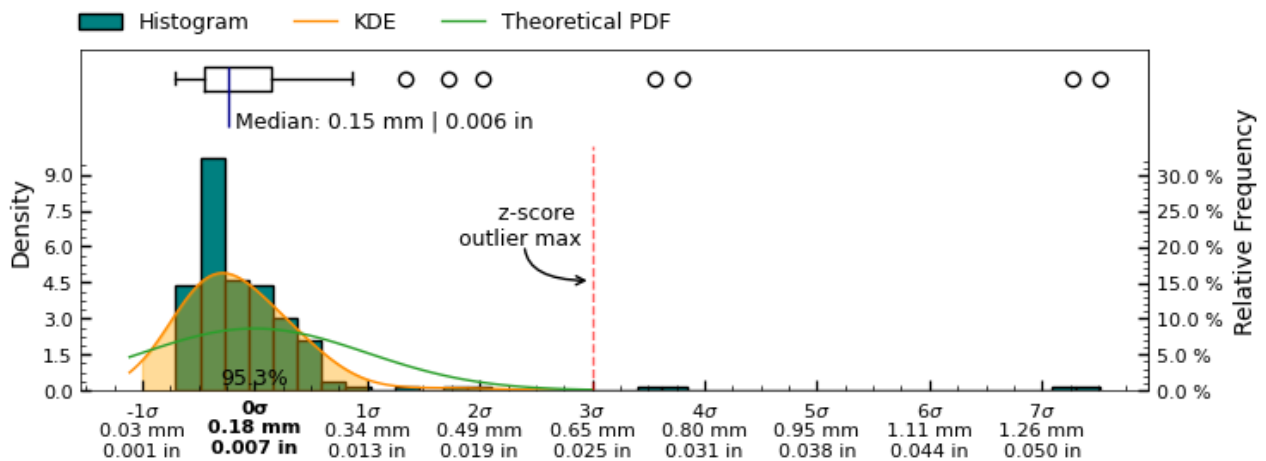 Histogram KDE Theoretical PDF
Median: 0.15 mm | 0.006 in
Density
9.0
7.5
6.0
4.5
3.0
1.5
0.0
z-score
outlier max
95.3%
30.0 %
25.0 %
20.0 %
15.0 %
10.0 %
5.0 %
0.0 %
Relative Frequency
-1σ 0σ 1σ 2σ 3σ 4σ 5σ 6σ 7σ
0.03 mm 0.18 mm 0.34 mm 0.49 mm 0.65 mm 0.80 mm 0.95 mm 1.11 mm 1.26 mm
0.001 in 0.007 in 0.013 in 0.019 in 0.025 in 0.031 in 0.038 in 0.044 in 0.050 in